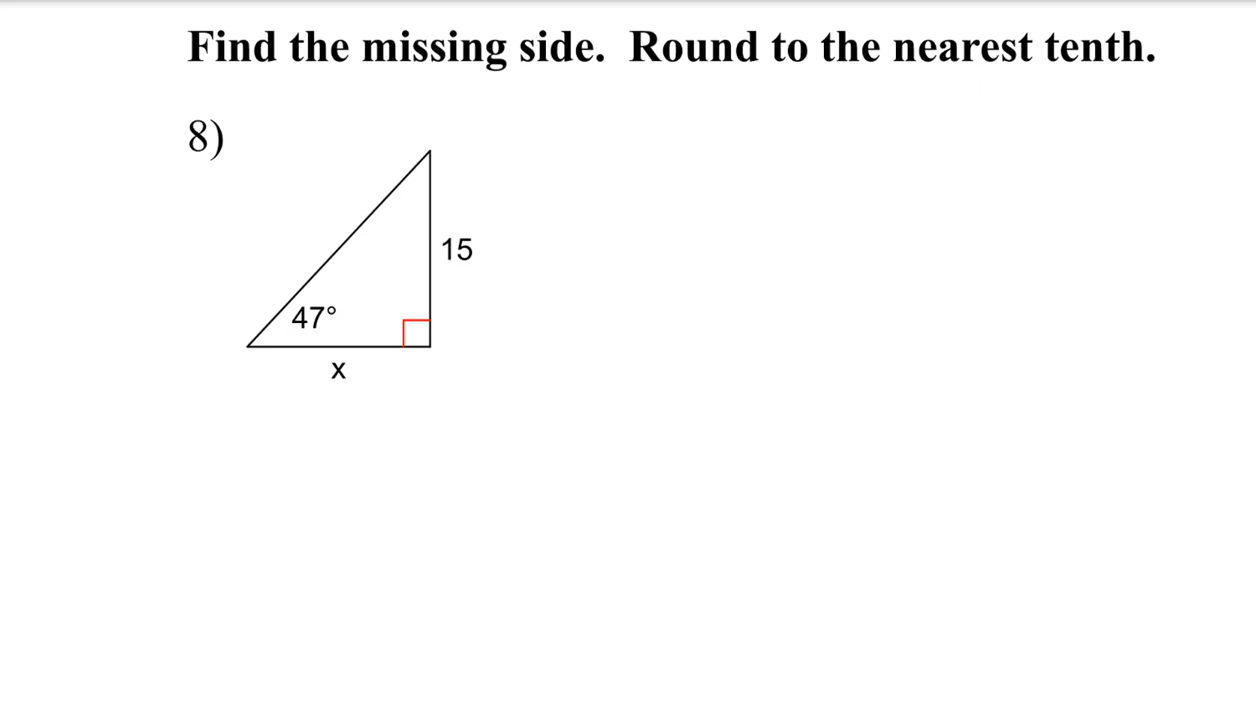 Find the missing side.  Round to the nearest tenth.
8)
15
47°
x